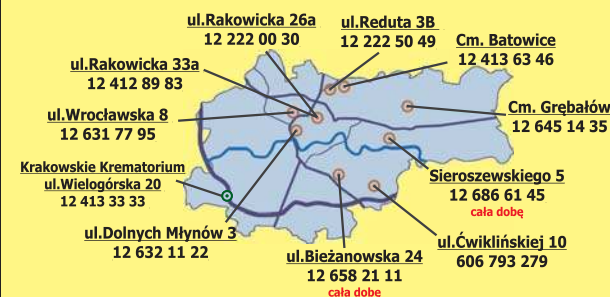 ul.Rakowicka 26a
12 222 00 30
ul.Reduta 3B
12 222 50 49
Cm. Batowice
12 413 63 46
ul.Rakowicka 33a
12 412 89 83
Cm. Grębałów
12 645 14 35
ul.Wrocławska 8
12 631 77 95
Krakowskie Krematorium
ul.Wielogórska 20
12 413 33 33
Sieroszewskiego 5
12 686 61 45
cała dobę
ul.Dolnych Młynów 3
12 632 11 22
ul.Bieżanowska 24
12 658 21 11
cała dobe
ul.Ćwiklińskiej 10
606 793 279